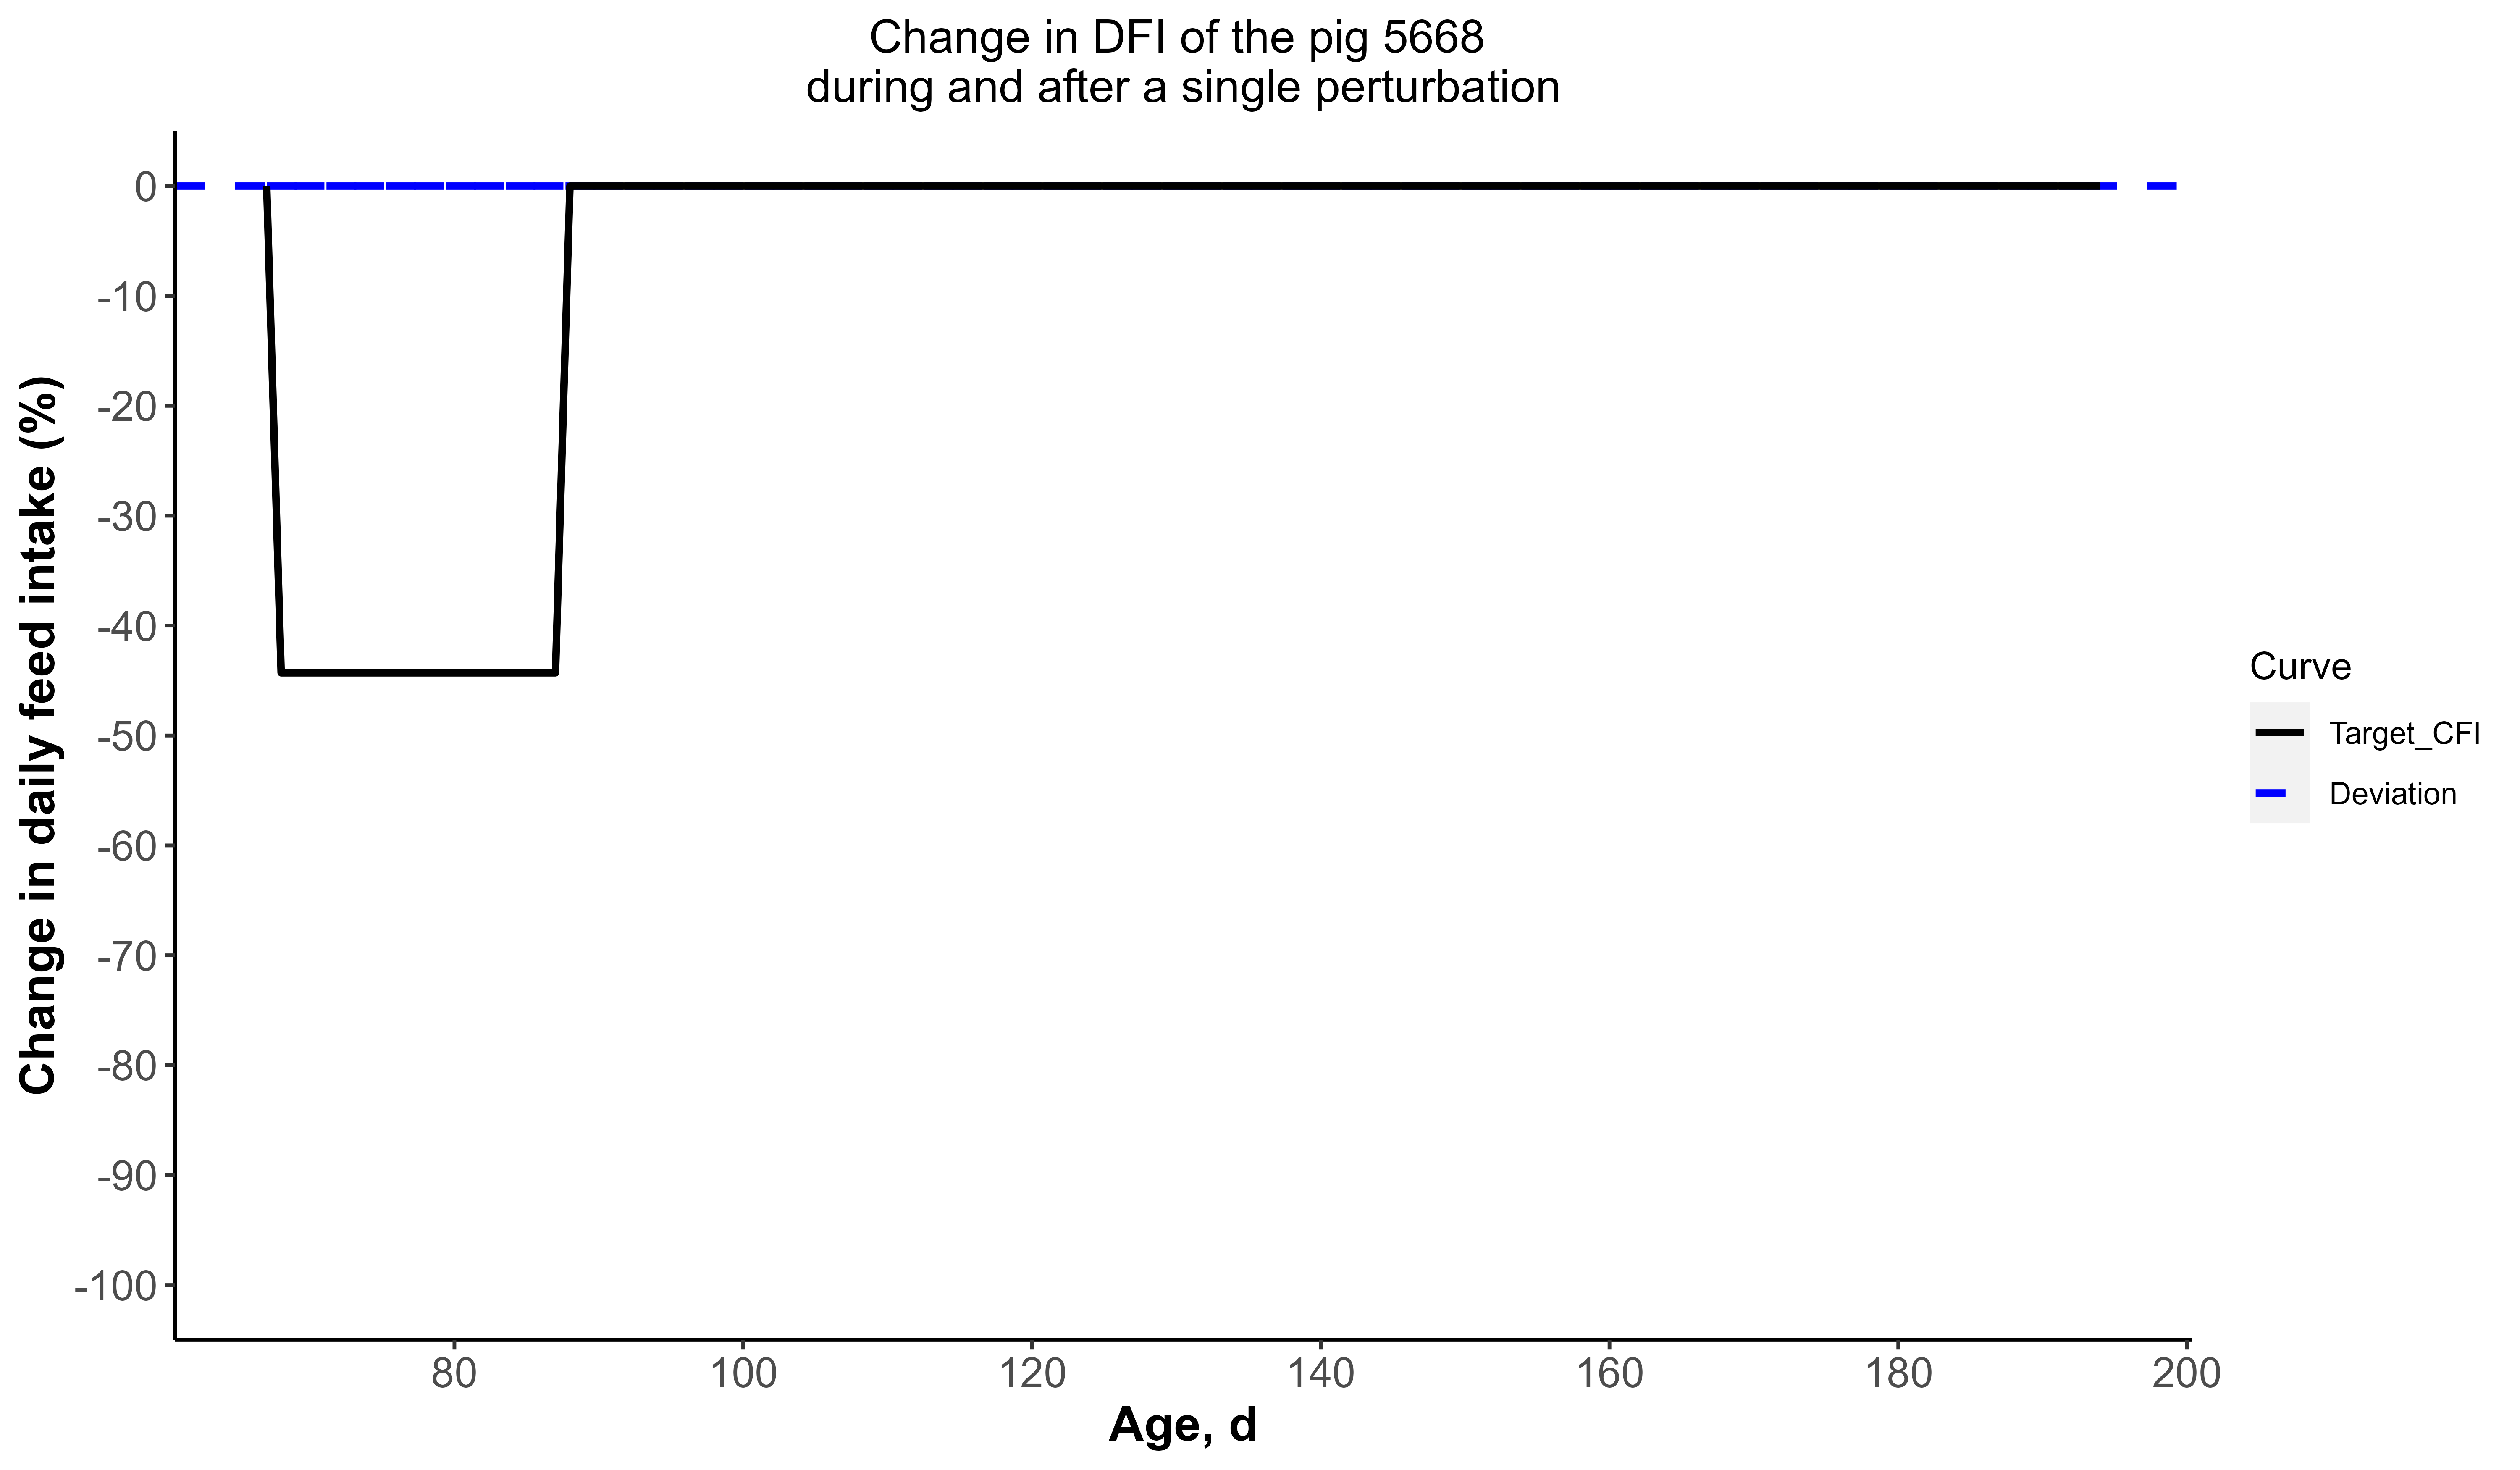 Change in DFI of the pig 5668
during and after a single perturbation
Change in daily feed intake (%)
0
-10
-20
-30
-40
-50
-60
-70
-80
-90
-100
80
100
120
140
160
180
200
Age, d
Curve
Target_CFI
Deviation